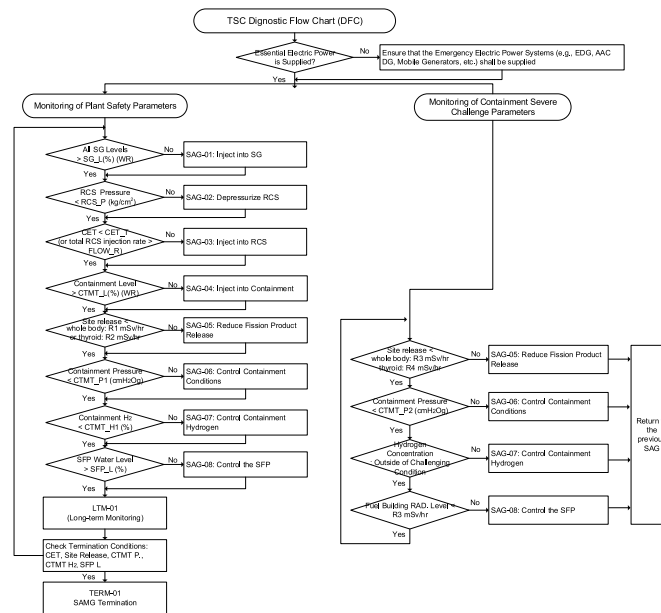 TSC Dignostic Flow Chart (DFC)
Essential Electric Power
is Supplied?
No
Ensure that the Emergency Electric Power Systems (e.g., EDG, AAC
DG, Mobile Generators, etc.) shall be
supplied
Yes
Monitoring of Plant Safety Parameters
All SG Levels
> SG_L(%) (WR)
No
SAG-01: Inject into SG
Yes
RCS Pressure
< RCS_P (kg/cm²)
No
SAG-02: Depressurize RCS
Yes
CET < CET_T
(or total RCS injection rate >
FLOW_R)
No
SAG-03: Inject into RCS
Yes
Containment Level
> CTMT_L(%) (WR)
No
SAG-04: Inject into Containment
Yes
Site release <
whole body: R1 mSv/hr
or thyroid: R2 mSv/hr
No
SAG-05: Reduce Fission Product
Release
Yes
Containment Pressure
< CTMT_P1 (cmH2Og)
No
SAG-06: Control Containment
Conditions
Yes
Containment H2
< CTMT_H1 (%)
No
SAG-07: Control Containment
Hydrogen
Yes
SFP Water Level
> SFP_L (%)
No
SAG-08: Control the SFP
Yes
LTM-01
(Long-term Monitoring)
Check Termination Conditions:
CET, Site Release, CTMT P.,
CTMT H2, SFP L
Yes
TERM-01
SAMG Termination
Monitoring of Containment Severe
Challenge Parameters
Site release <
whole body: R3 mSv/hr
thyroid: R4 mSv/hr
No
SAG-05: Reduce Fission Product
Release
Yes
Containment Pressure
< CTMT_P2 (cmH2Og)
No
SAG-06: Control Containment
Conditions
Yes
Hydrogen
Concentration
Outside of Challenging
Condition
No
SAG-07: Control Containment
Hydrogen
Yes
Fuel Building RAD. Level <
R3 mSv/hr
No
SAG-08: Control the SFP
Yes
Return
the
previou
SAG